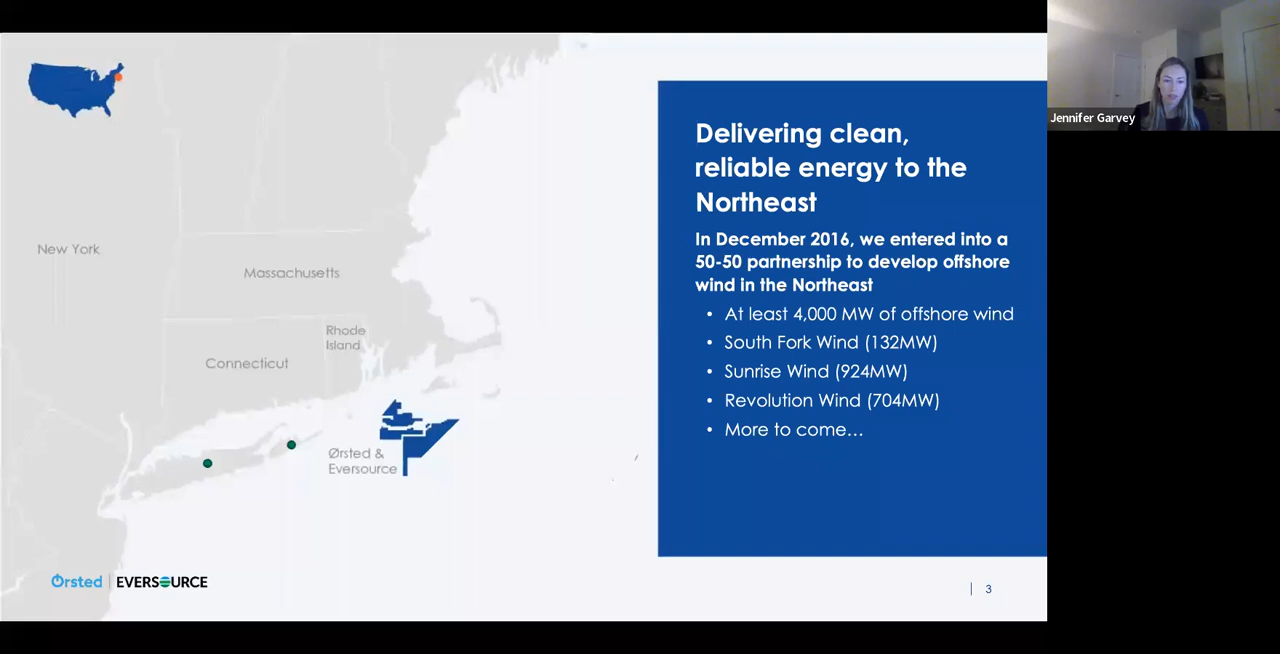 Jennifer Garvey
New York
Massachusetts
Rhode
Island
Connecticut
Ørsted &
Eversource
Delivering clean,
reliable energy to the
Northeast
In December 2016, we entered into a
50-50 partnership to develop offshore
wind in the Northeast
• At least 4,000 MW of offshore wind
• South Fork Wind (132MW)
• Sunrise Wind (924MW)
• Revolution Wind (704MW)
• More to come…
Ørsted | EVERSOURCE
| 3